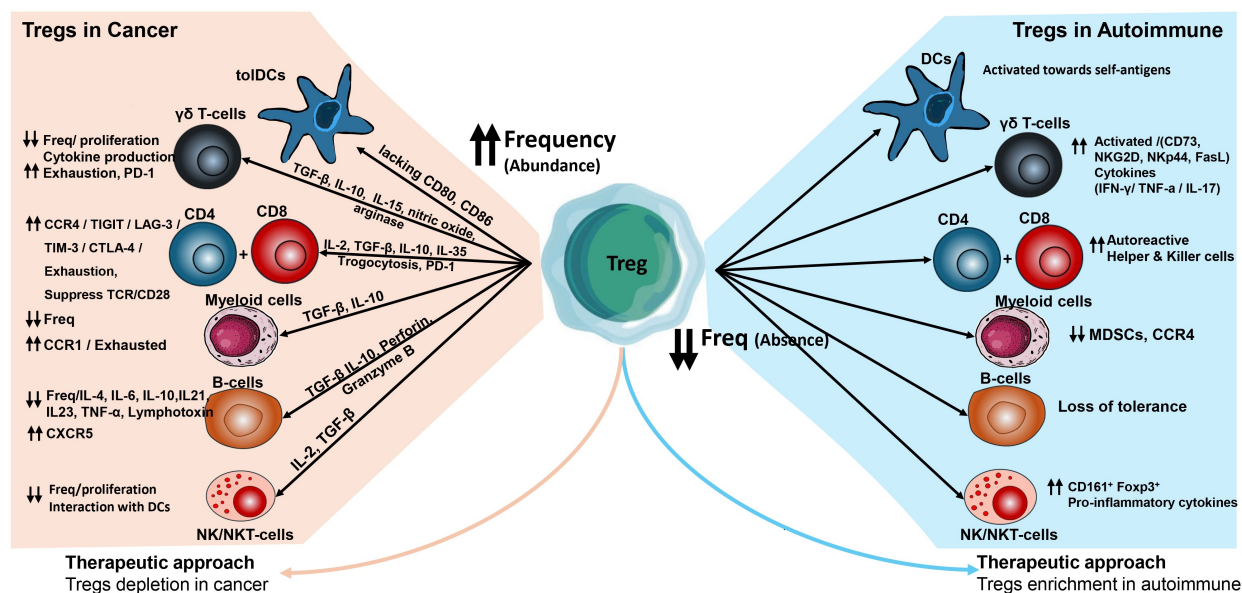 Tregs in Cancer
tolDCs
γδ T-cells
Freq/ proliferation
Cytokine production
Exhaustion, PD-1
lacking CD80, CD86
TGF-β, IL-10, IL-15, nitric oxide,
arginase
CCR4 / TIGIT / LAG-3 /
TIM-3 / CTLA-4 /
Exhaustion,
Suppress TCR/CD28
CD4
CD8
+
IL-2, TGF-β, IL-10, IL-35
Trogocytosis, PD-1
Myeloid cells
Freq
CCR1 / Exhausted
TGF-β, IL-10
B-cells
Freq/IL-4, IL-6, IL-10,IL21,
IL23, TNF-α, Lymphotoxin
CXCR5
TGF-β IL-10, Perforin,
Granzyme B
Freq/proliferation
Interaction with DCs
IL-2, TGF-β
NK/NKT-cells
Therapeutic approach
Tregs depletion in cancer
Frequency
(Abundance)
Treg
Freq (Absence)
Tregs in Autoimmune
DCs
Activated towards self-antigens
γδ T-cells
Activated /(CD73,
NKG2D, NKp44, FasL)
Cytokines
(IFN-γ/ TNF-a / IL-17)
CD4
CD8
+
Autoreactive
Helper & Killer cells
Myeloid cells
MDSCs, CCR4
B-cells
Loss of tolerance
CD161⁺ Foxp3⁺
Pro-inflammatory cytokines
NK/NKT-cells
Therapeutic approach
Tregs enrichment in autoimmune